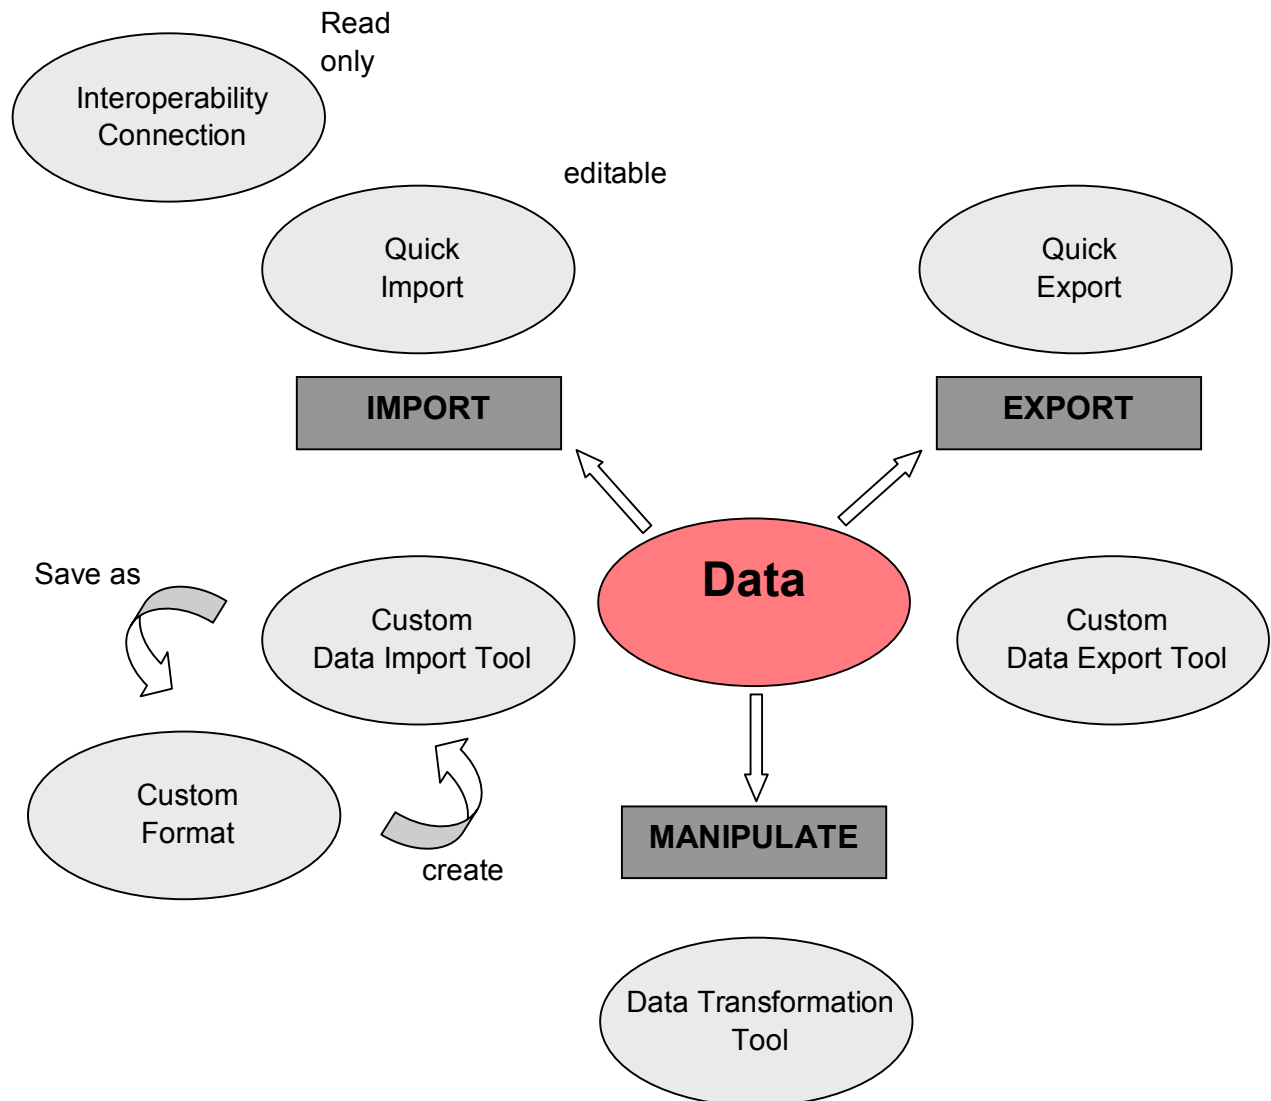 Read
only
Interoperability
Connection
editable
Quick
Import
Quick
Export
IMPORT
EXPORT
Data
Save as
Custom
Data Import Tool
Custom
Data Export Tool
Custom
Format
create
MANIPULATE
Data Transformation
Tool